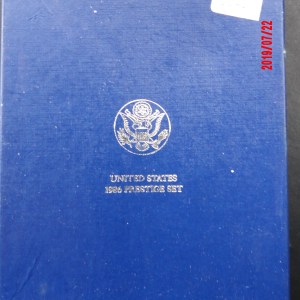 2019/07/22
UNITED STATES
1986 PRESTIGE SET